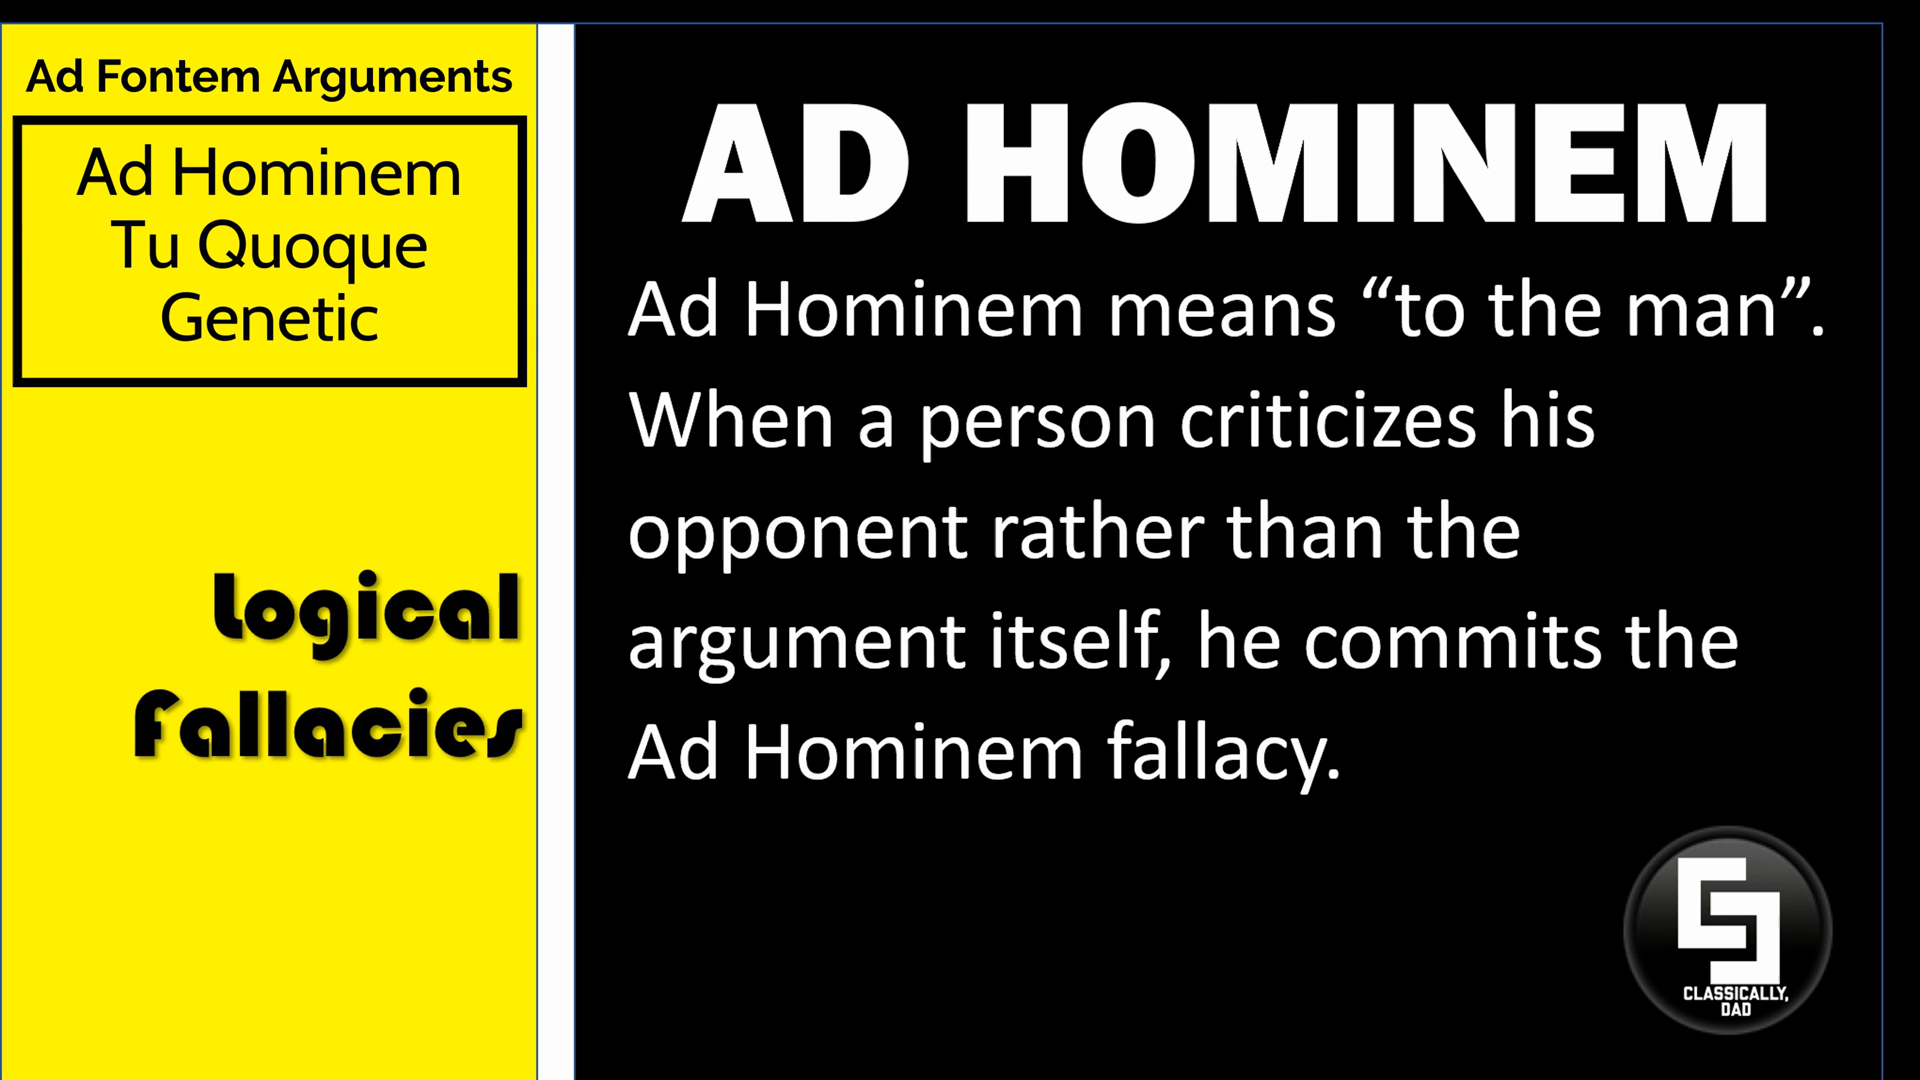 Ad Fontem Arguments
Ad Hominem
Tu Quoque
Genetic
Logical
Fallacies
AD HOMINEM
Ad Hominem means “to the man”.
When a person criticizes his
opponent rather than the
argument itself, he commits the
Ad Hominem fallacy.
CLASSICALLY,
DAD